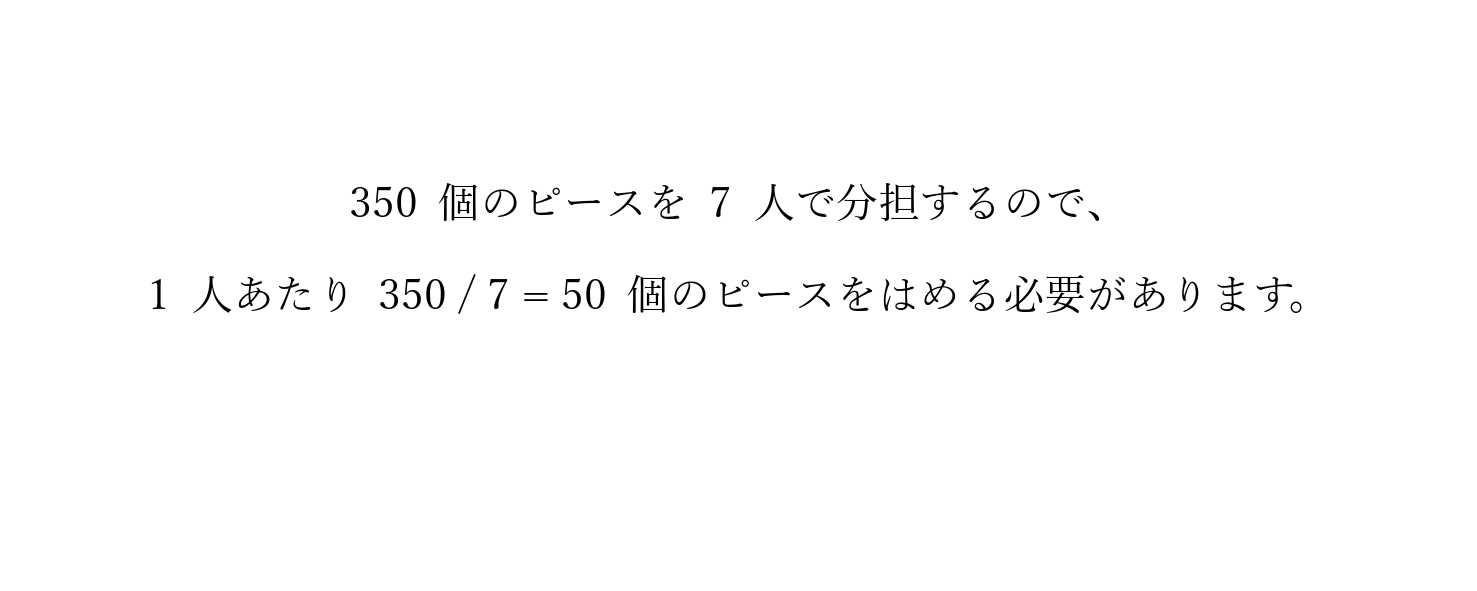 350 個のピースを 7 人で分担するので、
1 人あたり 350 / 7 = 50 個のピースをはめる必要があります。